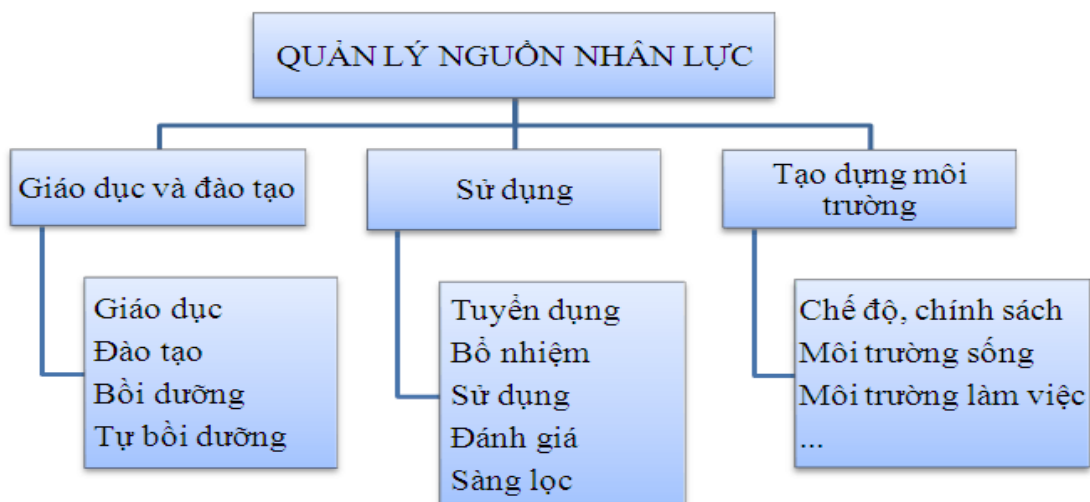 QUẢN LÝ NGUỒN NHÂN LỰC
Giáo dục và đào tạo
Giáo dục
Đào tạo
Bồi dưỡng
Tự bồi dưỡng
Sử dụng
Tuyển dụng
Bổ nhiệm
Sử dụng
Đánh giá
Sàng lọc
Tạo dựng môi
trường
Chế độ, chính sách
Môi trường sống
Môi trường làm việc
...